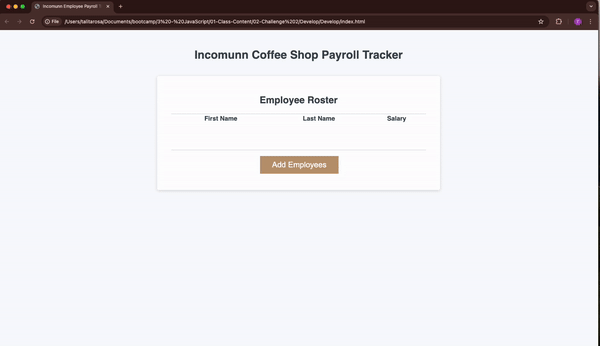 Incomunn Employee Payroll T
File /Users/talitarosa/Documents/bootcamp/3%20-%20JavaScript/01-Class-Content/02-Challenge%202/Develop/Develop/index.html
T
Incomunn Coffee Shop Payroll Tracker
Employee Roster
First Name Last Name Salary
Add Employees